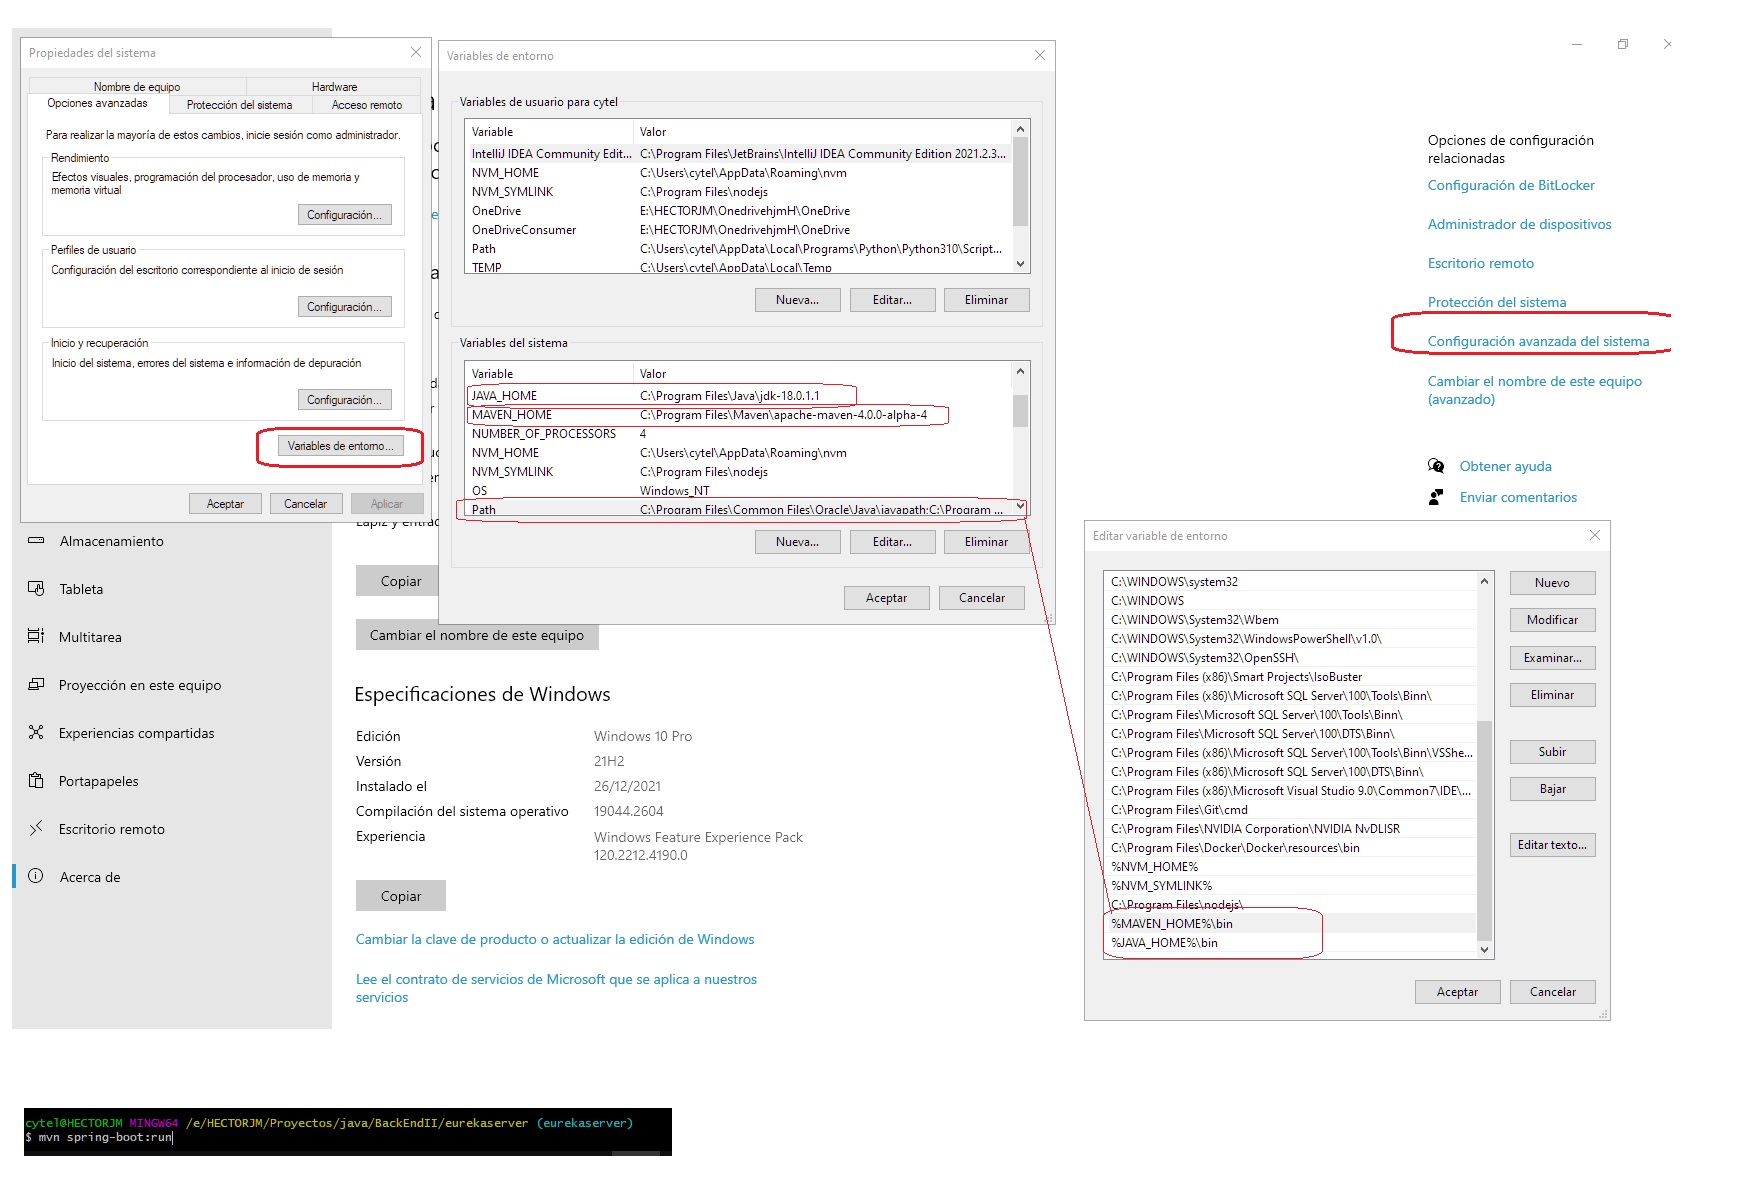 Propiedades del sistema
Nombre de equipo
Hardware
Opciones avanzadas
Protección del sistema
Acceso remoto
Para realizar la mayoría de estos cambios, inicie sesión como administrador.
Rendimiento
Efectos visuales, programación del procesador, uso de memoria y
memoria virtual
Configuración...
Perfiles de usuario
Configuración del escritorio correspondiente al inicio de sesión
Configuración...
Inicio y recuperación
Inicio del sistema, errores del sistema e información de depuración
Configuración...
Variables de entorno...
Aceptar
Cancelar
Aplicar
Variables de entorno
Variables de usuario para cytel
Variable Valor
IntelliJ IDEA Community Edit... C:\Program Files\JetBrains\IntelliJ IDEA Community Edition 2021.2.3...
NVM_HOME C:\Users\cytel\AppData\Roaming\nvm
NVM_SYMLINK C:\Program Files\nodejs
OneDrive E:\HECTORJM\OnedrivehjmH\OneDrive
OneDriveConsumer E:\HECTORJM\OnedrivehjmH\OneDrive
Path C:\Users\cytel\AppData\Local\Programs\Python\Python310\Script...
TEMP C:\Users\cytel\AppData\Local\Temp
Nueva...
Editar...
Eliminar
Variables del sistema
Variable Valor
JAVA_HOME C:\Program Files\Java\jdk-18.0.1.1
MAVEN_HOME C:\Program Files\Maven\apache-maven-4.0.0-alpha-4
NUMBER_OF_PROCESSORS 4
NVM_HOME C:\Users\cytel\AppData\Roaming\nvm
NVM_SYMLINK C:\Program Files\nodejs
OS Windows_NT
Path C:\Program Files\Common Files\Oracle\Java\javapath;C:\Program ...
Nueva...
Editar...
Eliminar
Aceptar
Cancelar
Opciones de configuración
relacionadas
Configuración de BitLocker
Administrador de dispositivos
Escritorio remoto
Protección del sistema
Configuración avanzada del sistema
Cambiar el nombre de este equipo
(avanzado)
Obtener ayuda
Enviar comentarios
Lápiz y entrad
Almacenamiento
Tableta
Multitarea
Proyección en este equipo
Experiencias compartidas
Portapapeles
Escritorio remoto
Acerca de
Copiar
Cambiar el nombre de este equipo
Especificaciones de Windows
Edición Windows 10 Pro
Versión 21H2
Instalado el 26/12/2021
Compilación del sistema operativo 19044.2604
Experiencia Windows Feature Experience Pack
120.2212.4190.0
Copiar
Cambiar la clave de producto o actualizar la edición de Windows
Lee el contrato de servicios de Microsoft que se aplica a nuestros
servicios
Editar variable de entorno
C:\WINDOWS\system32
C:\WINDOWS
C:\WINDOWS\System32\Wbem
C:\WINDOWS\System32\WindowsPowerShell\v1.0\
C:\WINDOWS\System32\OpenSSH\
C:\Program Files (x86)\Smart Projects\IsoBuster
C:\Program Files (x86)\Microsoft SQL Server\100\Tools\Binn\
C:\Program Files\Microsoft SQL Server\100\Tools\Binn\
C:\Program Files\Microsoft SQL Server\100\DTS\Binn\
C:\Program Files (x86)\Microsoft SQL Server\100\Tools\Binn\VSShe...
C:\Program Files (x86)\Microsoft SQL Server\100\DTS\Binn\
C:\Program Files (x86)\Microsoft Visual Studio 9.0\Common7\IDE\...
C:\Program Files\Git\cmd
C:\Program Files\NVIDIA Corporation\NVIDIA NvDLISR
C:\Program Files\Docker\Docker\resources\bin
%NVM_HOME%
%NVM_SYMLINK%
C:\Program Files\nodejs\
%MAVEN_HOME%\bin
%JAVA_HOME%\bin
Nuevo
Modificar
Examinar...
Eliminar
Subir
Bajar
Editar texto...
Aceptar
Cancelar
cytel@HECTORJM MINGW64 /e/HECTORJM/Proyectos/java/BackEndII/eurekaserver (eurekaserver)
$ mvn spring-boot:run